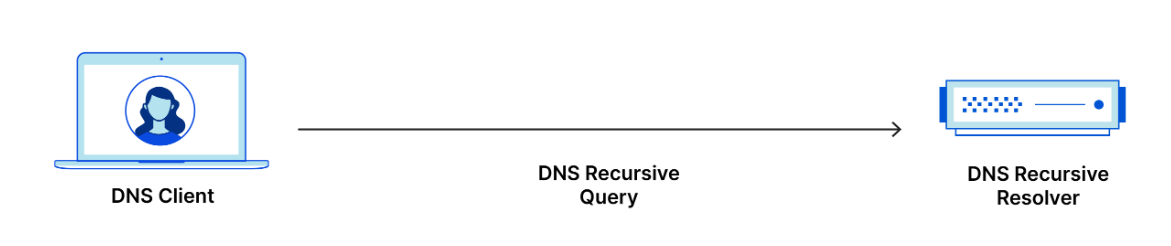 DNS Client
DNS Recursive
Query
DNS Recursive
Resolver